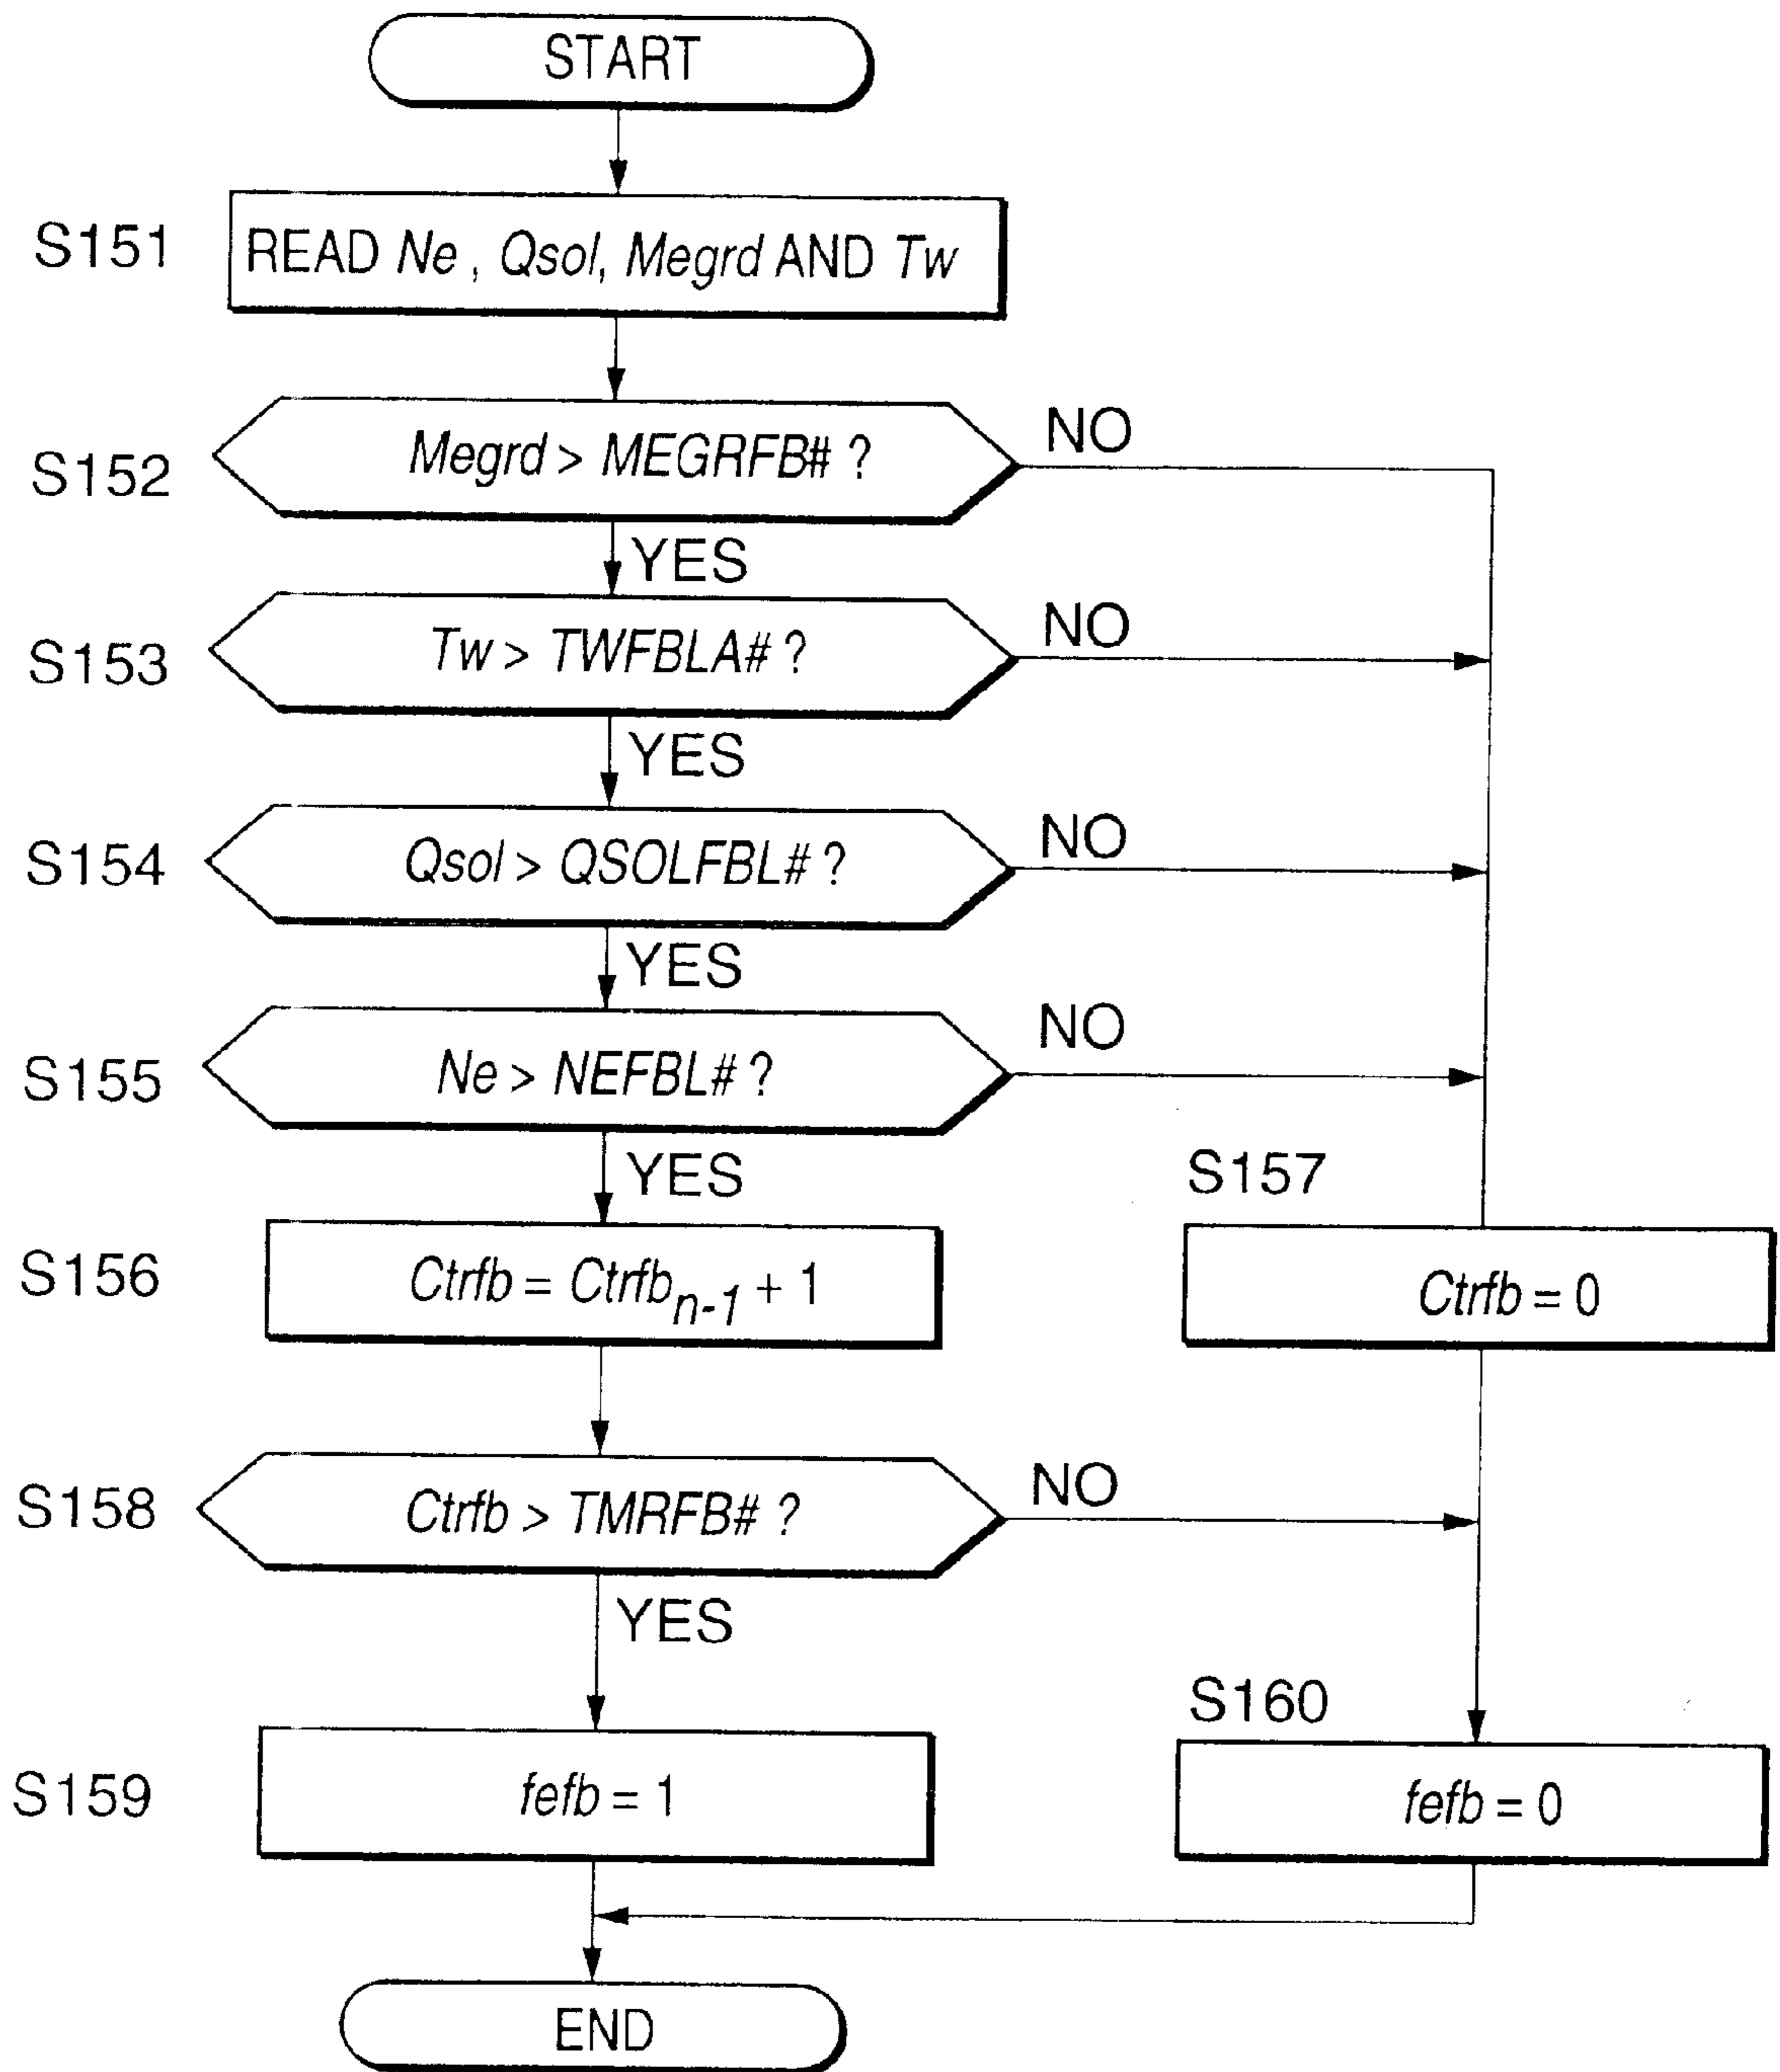 START
S151
READ Ne, Qsol, Megrd AND Tw
S152
Megrd > MEGRFB# ?
NO
YES
S153
Tw > TWFBLA# ?
NO
YES
S154
Qsol > QSOLFBL# ?
NO
YES
S155
Ne > NEFBL# ?
NO
YES
S157
S156
Ctrfb = Ctrfbn-1 + 1
Ctrfb = 0
S158
Ctrfb > TMRFB# ?
NO
YES
S160
S159
fefb = 1
fefb = 0
END